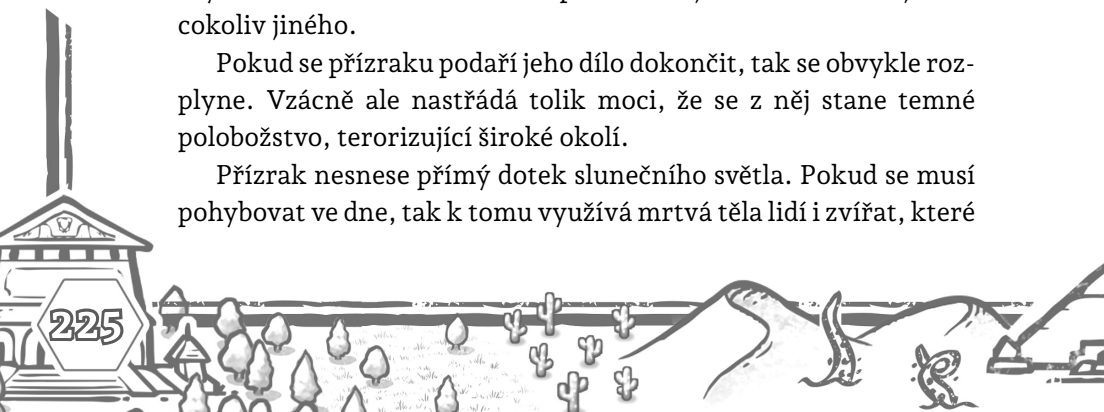 cokoliv jiného.
Pokud se přízraku podaří jeho dílo dokončit, tak se obvykle roz-
plyne. Vzácně ale nastřádá tolik moci, že se z něj stane temné
polobožstvo, terorizující široké okolí.
Přízrak nesnese přímý dotek slunečního světla. Pokud se musí
pohybovat ve dne, tak k tomu využívá mrtvá těla lidí i zvířat, které
225